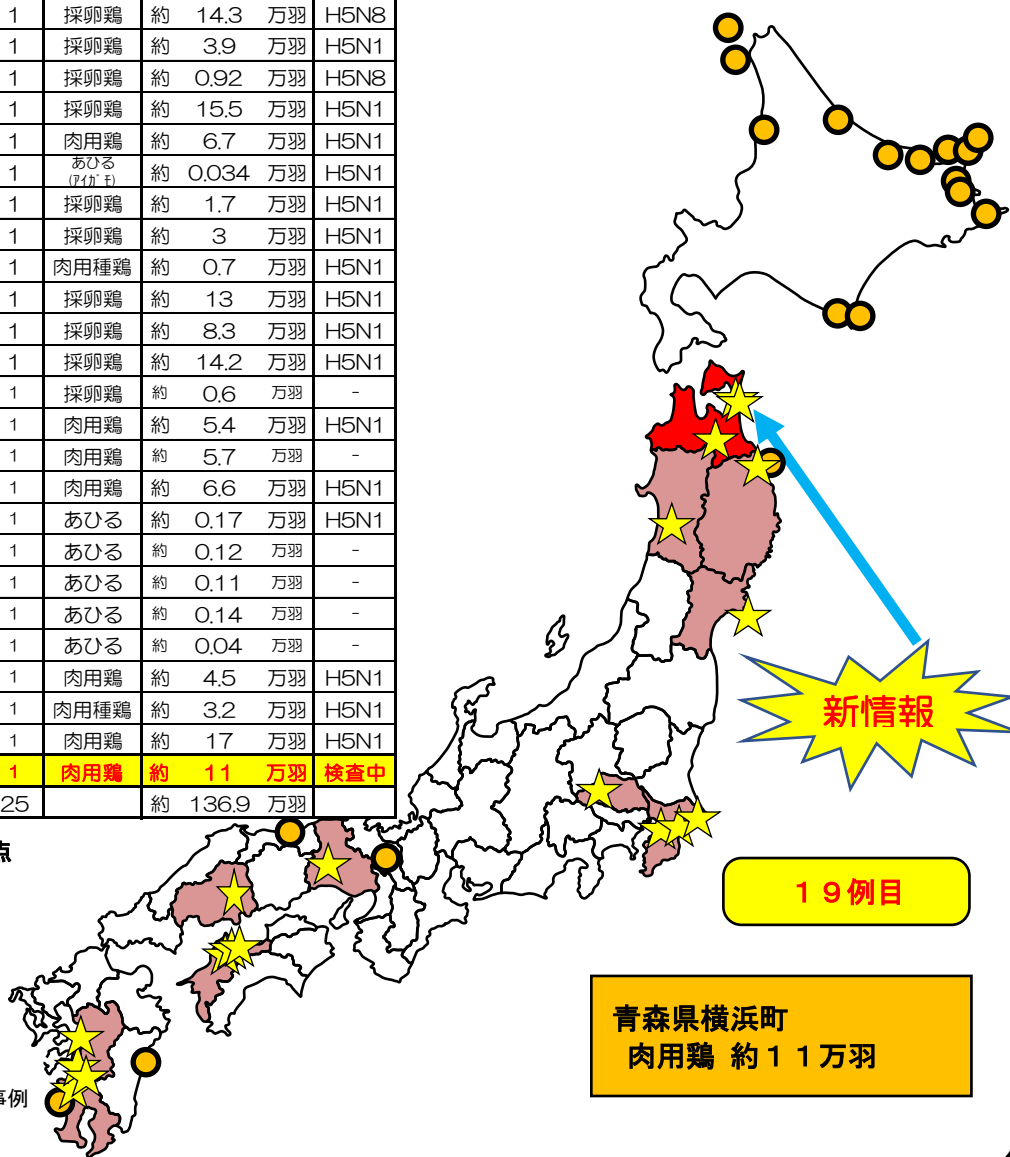 1 採卵鶏 約 14.3 万羽 H5N8
1 採卵鶏 約 3.9 万羽 H5N1
1 採卵鶏 約 0.92 万羽 H5N8
1 採卵鶏 約 15.5 万羽 H5N1
1 肉用鶏 約 6.7 万羽 H5N1
1 あひる(ｱｲｶﾞﾓ) 約 0.034 万羽 H5N1
1 採卵鶏 約 1.7 万羽 H5N1
1 採卵鶏 約 3 万羽 H5N1
1 肉用種鶏 約 0.7 万羽 H5N1
1 採卵鶏 約 13 万羽 H5N1
1 採卵鶏 約 8.3 万羽 H5N1
1 採卵鶏 約 14.2 万羽 H5N1
1 採卵鶏 約 0.6 万羽 -
1 肉用鶏 約 5.4 万羽 H5N1
1 肉用鶏 約 5.7 万羽 -
1 肉用鶏 約 6.6 万羽 H5N1
1 あひる 約 0.17 万羽 H5N1
1 あひる 約 0.12 万羽 -
1 あひる 約 0.11 万羽 -
1 あひる 約 0.14 万羽 -
1 あひる 約 0.04 万羽 -
1 肉用鶏 約 4.5 万羽 H5N1
1 肉用種鶏 約 3.2 万羽 H5N1
1 肉用鶏 約 17 万羽 H5N1
1 肉用鶏 約 11 万羽 検査中
25 約 136.9 万羽
点
新情報
１９例目
青森県横浜町
肉用鶏 約１１万羽
事例